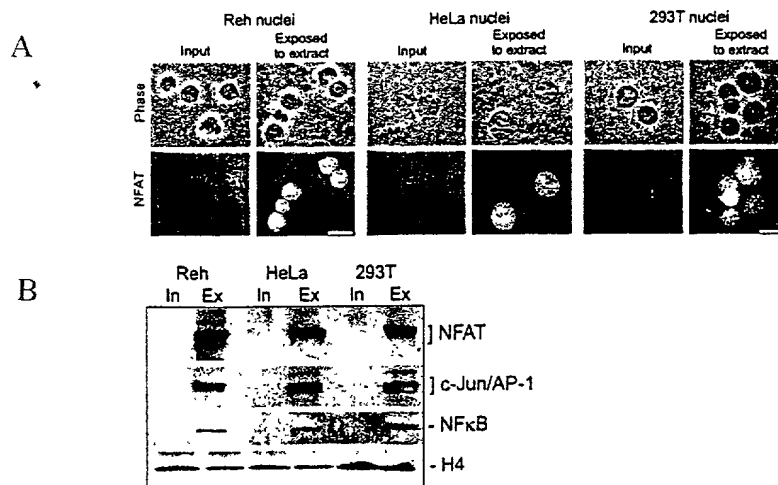 A
Reh nuclei
HeLa nuclei
293T nuclei
Input
Exposed to extract
Input
Exposed to extract
Input
Exposed to extract
Phase
NFAT
B
Reh
HeLa
293T
In Ex In Ex In Ex
NFAT
c-Jun/AP-1
NFκB
H4